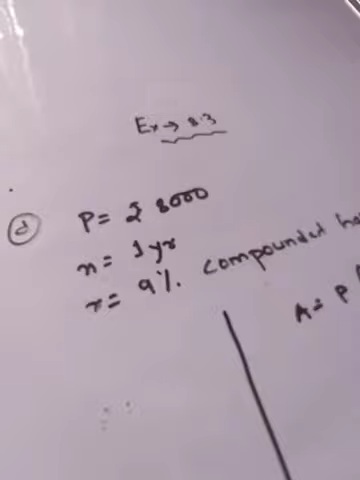 Ex → 8.3
(d) P = ₹ 8000
n = 1 yr
r = 9%. compounded
A = P